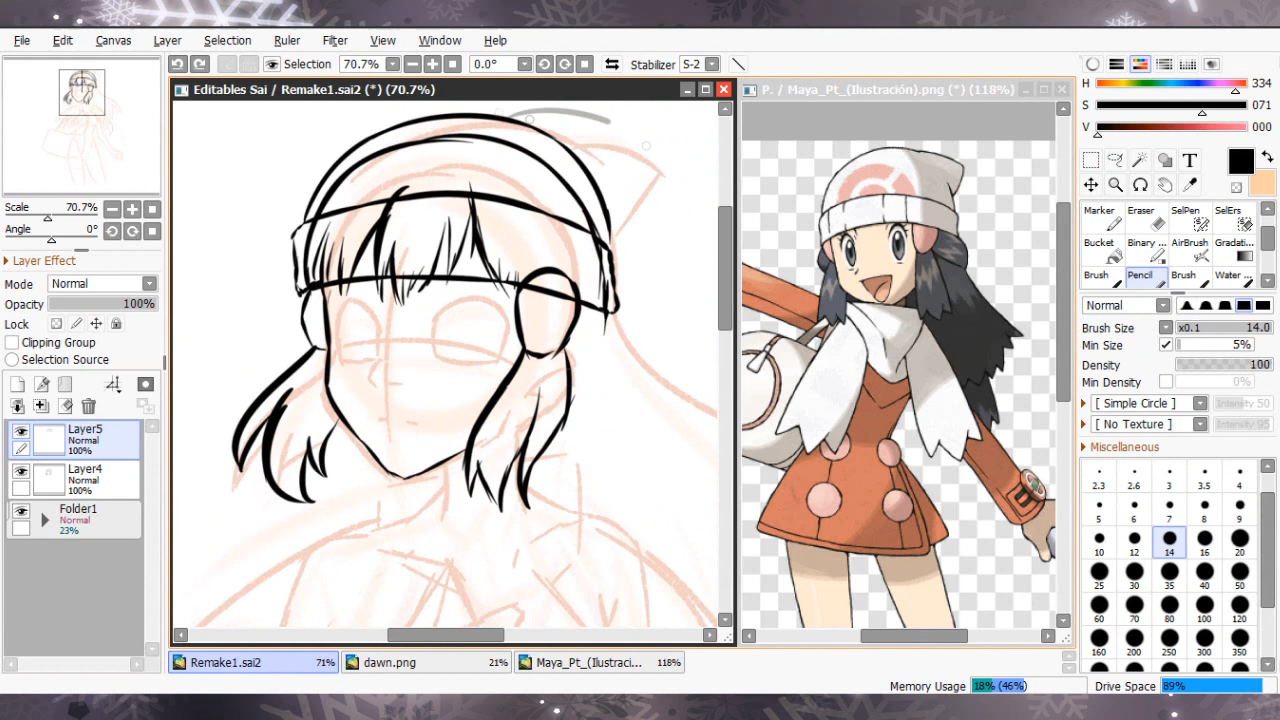 File Edit Canvas Layer Selection Ruler Filter View Window Help
Selection 70.7% 0.0° Stabilizer S-2
Editables Sai / Remake1.sai2 (*) (70.7%)
P. / Maya_Pt_(Ilustración).png (*) (118%)
Scale 70.7%
Angle 0°
Layer Effect
Mode Normal
Opacity 100%
Lock
Clipping Group
Selection Source
Layer5
Normal
100%
Layer4
Normal
100%
Folder1
Normal
23%
H 334
S 071
V 000
T
Marker Eraser SelPen SelErs
Bucket Binary ... AirBrush Gradati...
Brush Pencil Brush Water ...
Normal
Brush Size x0.1 14.0
Min Size 5%
Density 100
Min Density 0%
[ Simple Circle ] Intensity 50
[ No Texture ] Intensity 95
Miscellaneous
2.3 2.6 3 3.5 4
5 6 7 8 9
10 12 14 16 20
25 30 35 40 50
60 70 80 100 120
160 200 250 300 350
Remake1.sai2 71% dawn.png 21% Maya_Pt_(Ilustraci... 118%
Memory Usage 18% (46%) Drive Space 89%